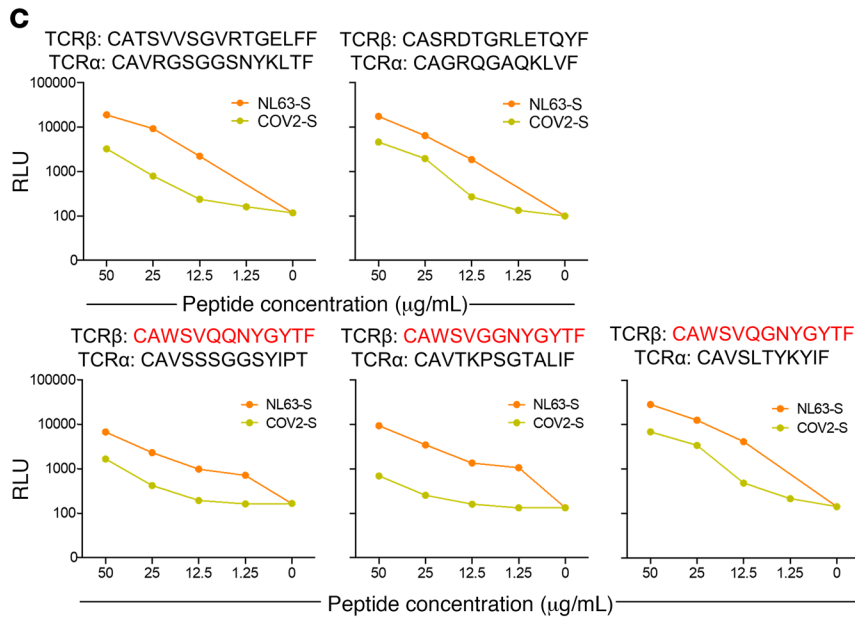 C
TCRβ: CATSVVSGVRTGELFF
TCRα: CAVRGSGGSNYKLTF
TCRβ: CASRDTGRLETQYF
TCRα: CAGRQGAQKLVF
100000
10000
1000
100
0
RLU
NL63-S
COV2-S
50 25 12.5 1.25 0
NL63-S
COV2-S
50 25 12.5 1.25 0
Peptide concentration (μg/mL)
TCRβ: CAWSVQQNYGYTF
TCRα: CAVSSSGGSYIPT
TCRβ: CAWSVGGNYGYTF
TCRα: CAVTKPSGTALIF
TCRβ: CAWSVQGNYGYTF
TCRα: CAVSLTYKYIF
100000
10000
1000
100
0
RLU
NL63-S
COV2-S
50 25 12.5 1.25 0
NL63-S
COV2-S
50 25 12.5 1.25 0
NL63-S
COV2-S
50 25 12.5 1.25 0
Peptide concentration (μg/mL)